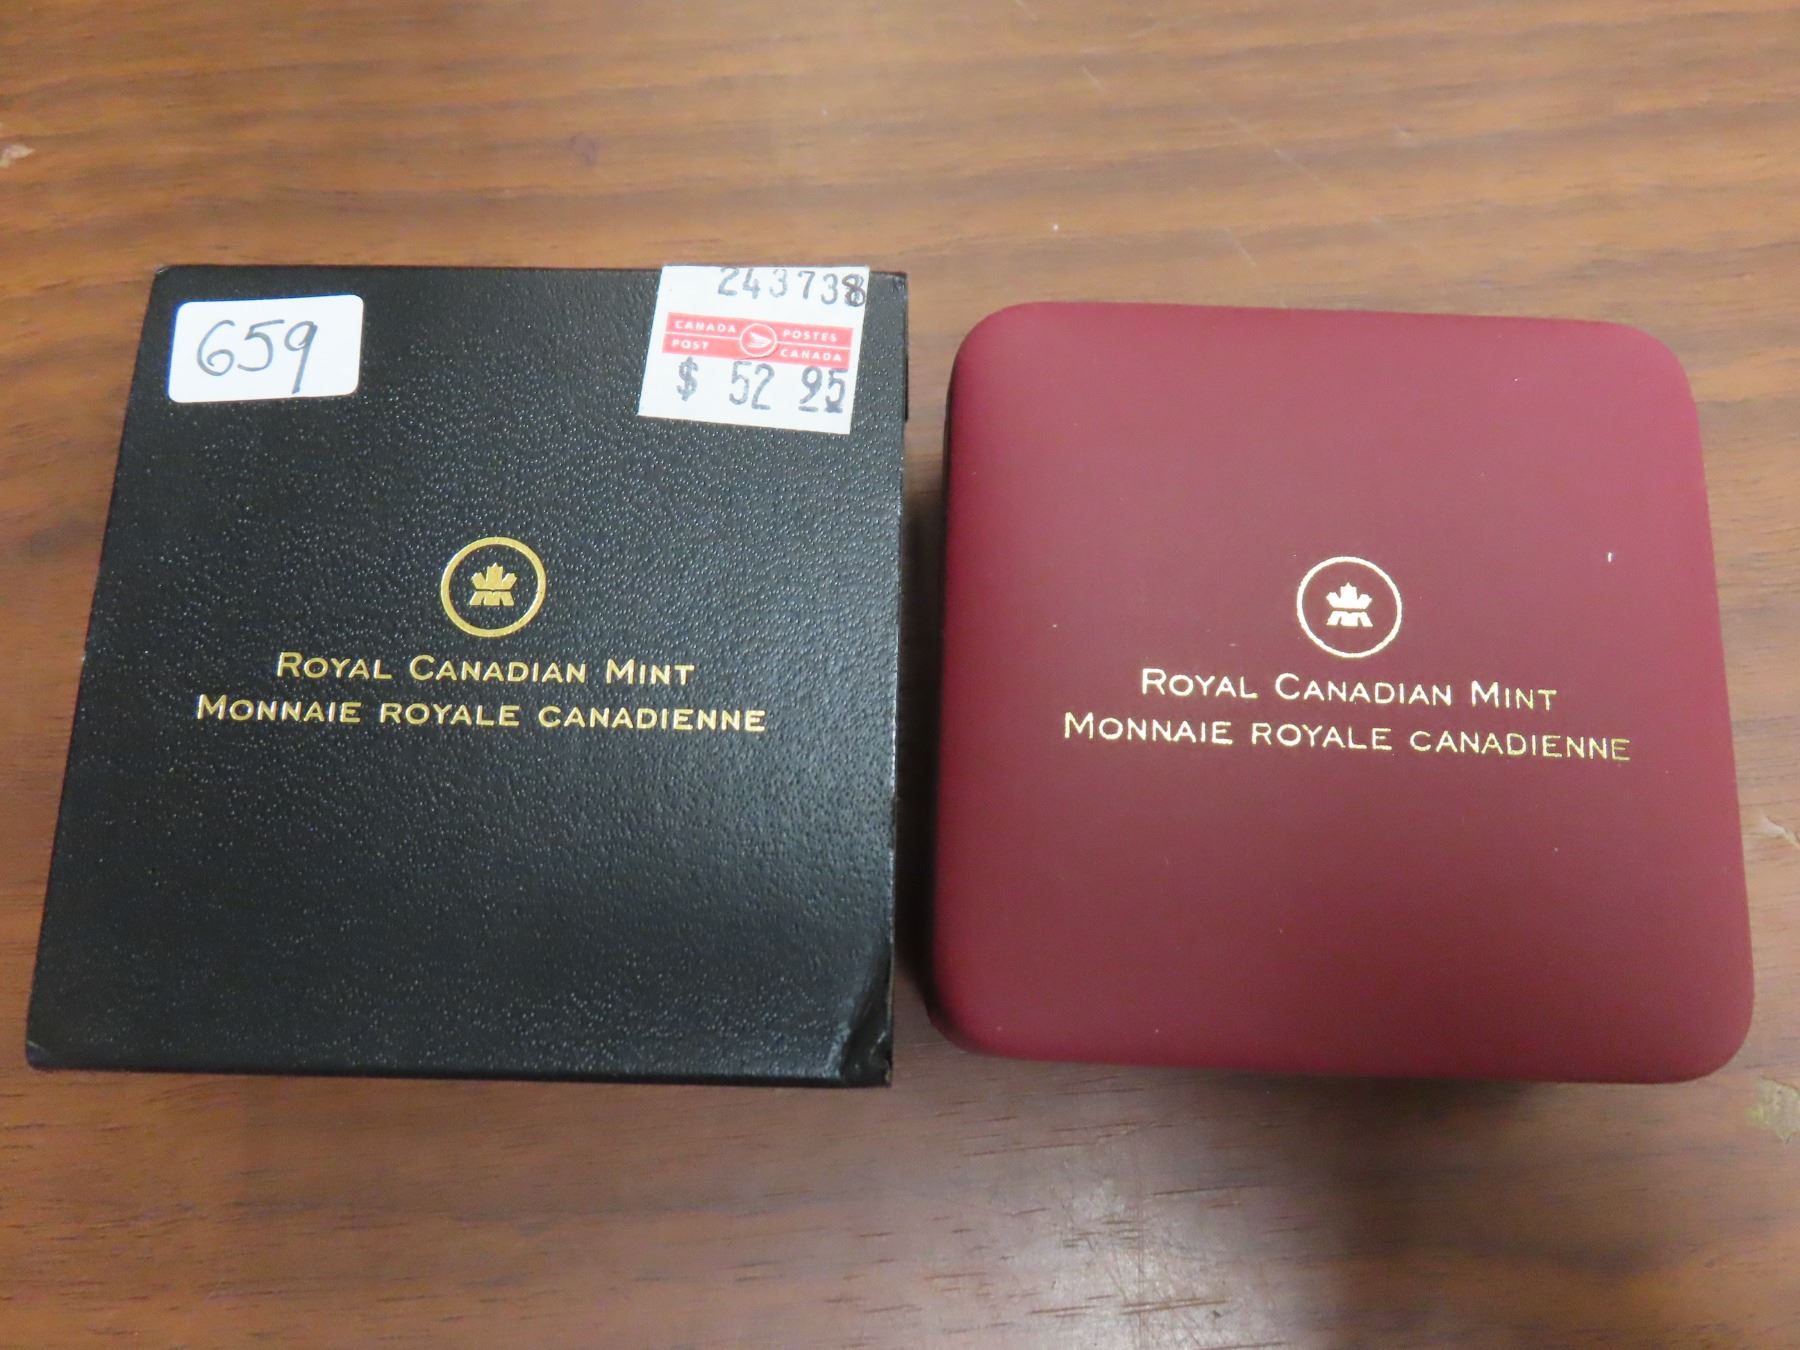 659
243738
CANADA POST
POSTES CANADA
$ 52 95
ROYAL CANADIAN MINT
MONNAIE ROYALE CANADIENNE
ROYAL CANADIAN MINT
MONNAIE ROYALE CANADIENNE